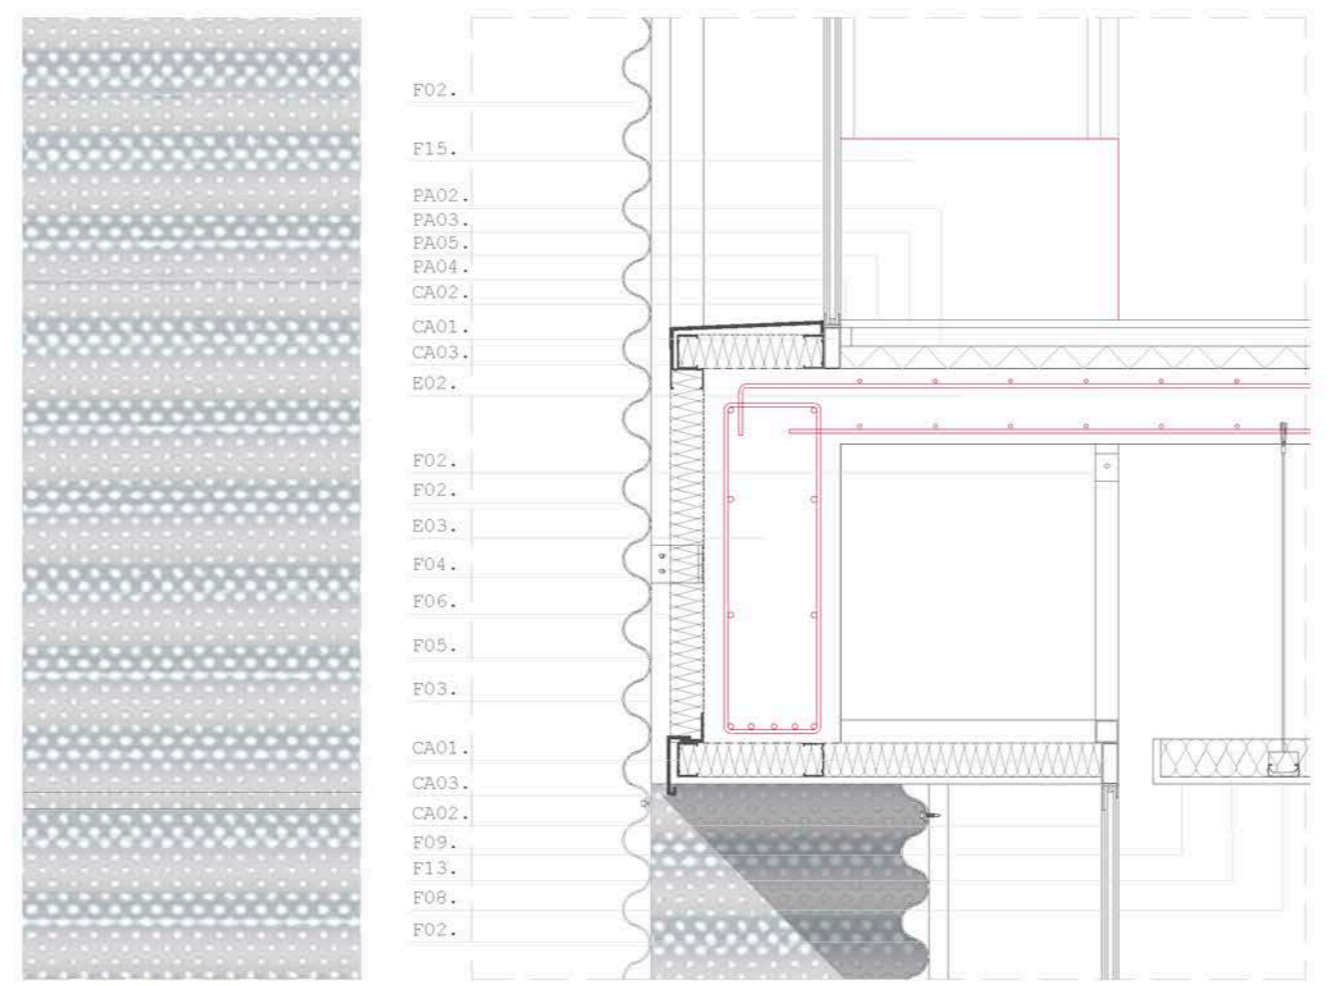 F02.
F15.
PA02.
PA03.
PA05.
PA04.
CA02.
CA01.
CA03.
E02.
F02.
F02.
E03.
F04.
F06.
F05.
F03.
CA01.
CA03.
CA02.
F09.
F13.
F08.
F02.